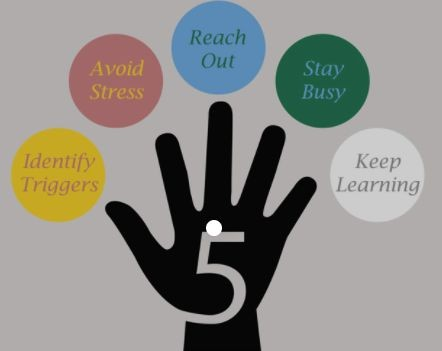 Identify
Triggers
Avoid
Stress
Reach
Out
Stay
Busy
Keep
Learning
5